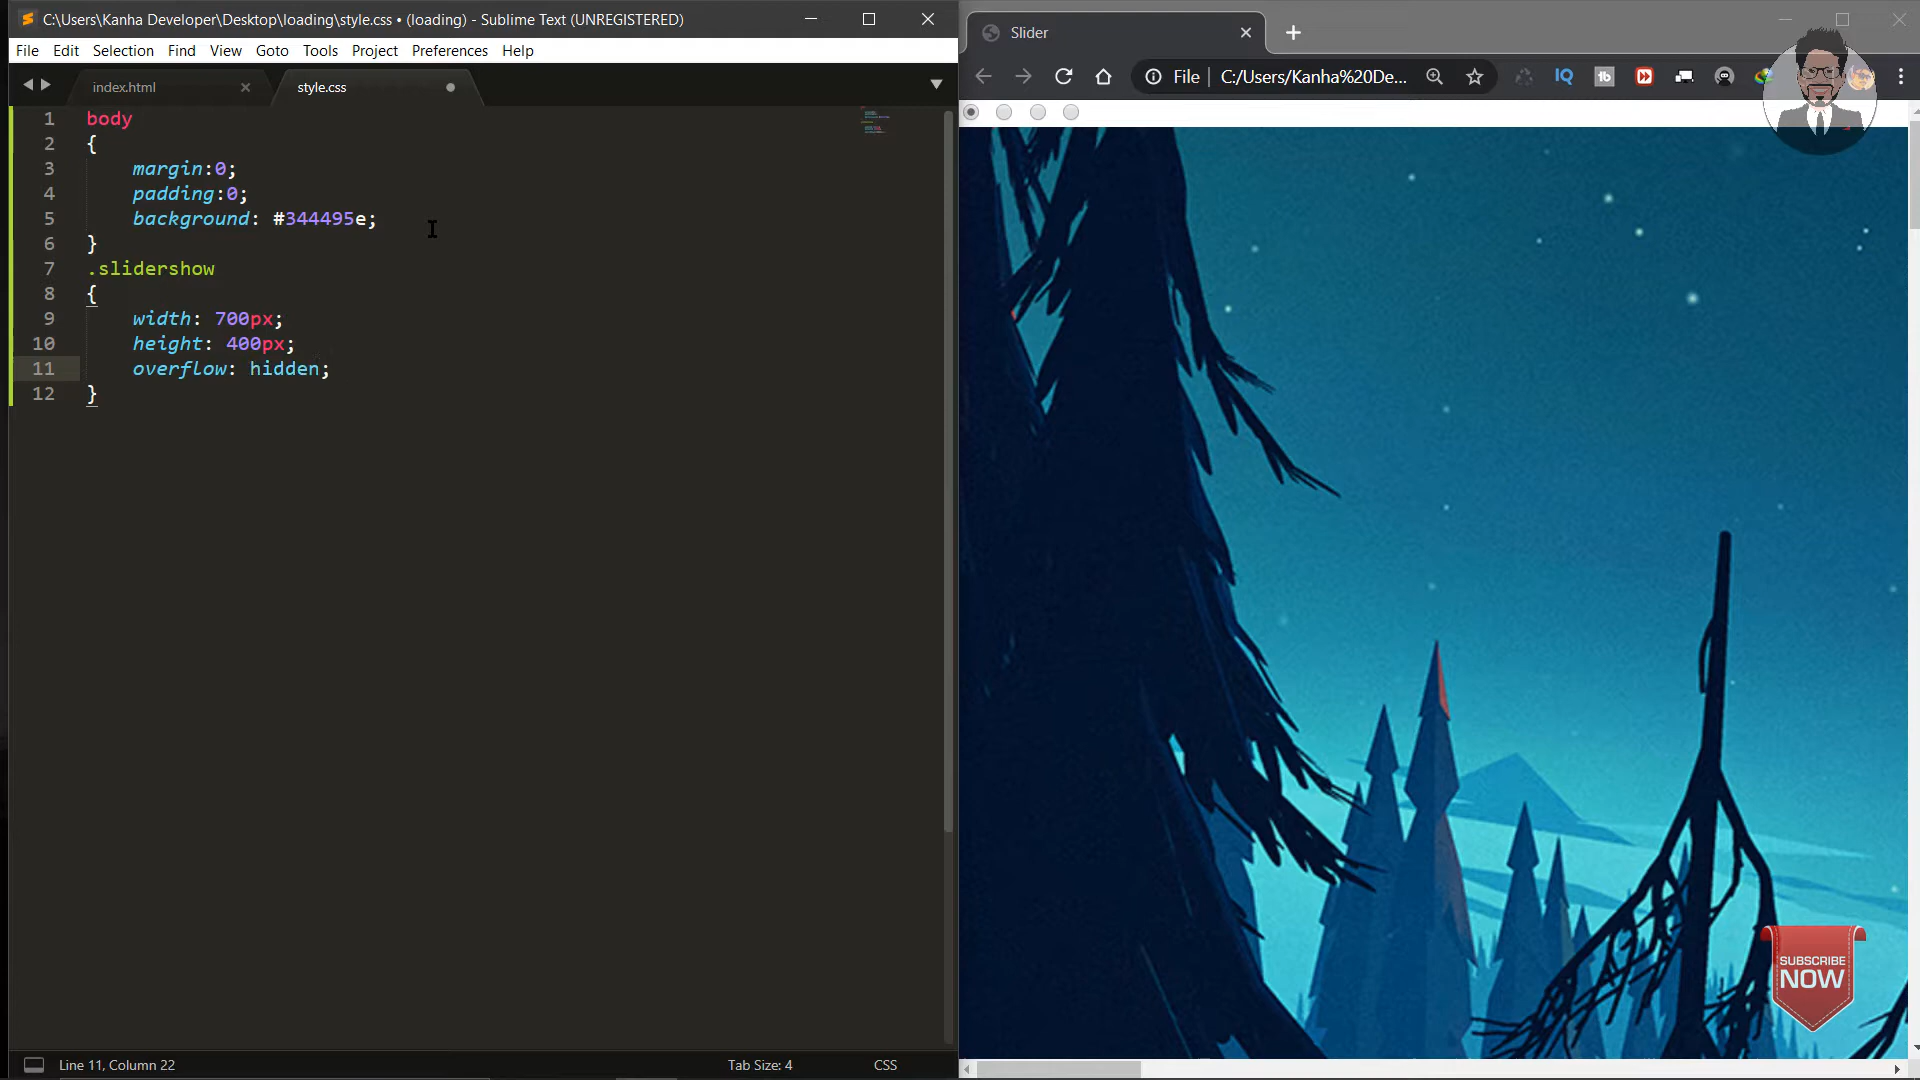 C:\Users\Kanha Developer\Desktop\loading\style.css • (loading) - Sublime Text (UNREGISTERED)
File Edit Selection Find View Goto Tools Project Preferences Help
index.html
style.css
1 body
2 {
3 margin:0;
4 padding:0;
5 background: #344495e;
6 }
7 .slidershow
8 {
9 width: 700px;
10 height: 400px;
11 overflow: hidden;
12 }
Line 11, Column 22
Tab Size: 4
CSS
Slider
File
C:/Users/Kanha%20De...
IQ
tb
SUBSCRIBE
NOW